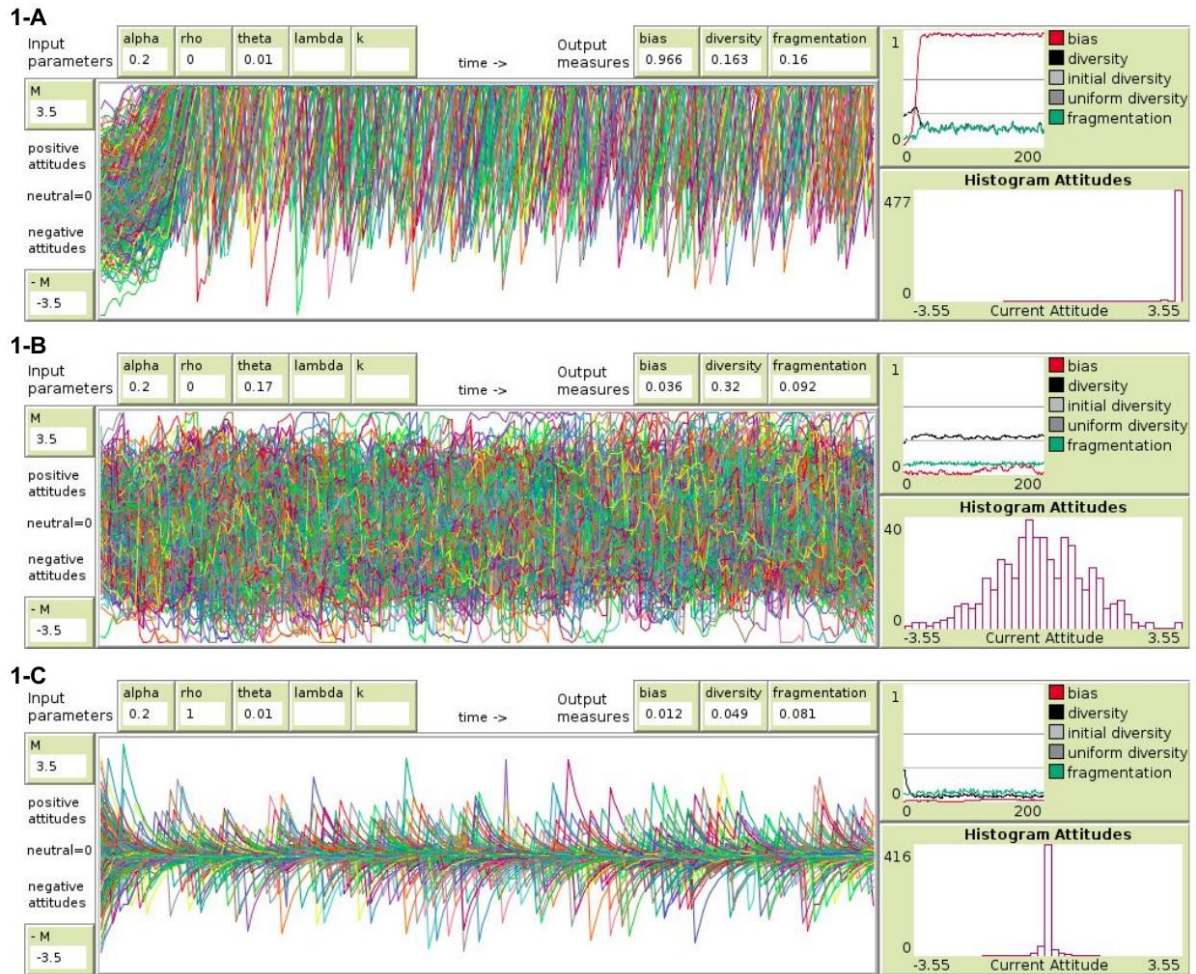 1-A
Input parameters
alpha 0.2
rho 0
theta 0.01
lambda
k
time ->
Output measures
bias 0.966
diversity 0.163
fragmentation 0.16
M
3.5
positive attitudes
neutral=0
negative attitudes
- M
-3.5
1
0
0
200
bias
diversity
initial diversity
uniform diversity
fragmentation
Histogram Attitudes
477
0
-3.55
Current Attitude
3.55
1-B
Input parameters
alpha 0.2
rho 0
theta 0.17
lambda
k
time ->
Output measures
bias 0.036
diversity 0.32
fragmentation 0.092
M
3.5
positive attitudes
neutral=0
negative attitudes
- M
-3.5
1
0
0
200
bias
diversity
initial diversity
uniform diversity
fragmentation
Histogram Attitudes
40
0
-3.55
Current Attitude
3.55
1-C
Input parameters
alpha 0.2
rho 1
theta 0.01
lambda
k
time ->
Output measures
bias 0.012
diversity 0.049
fragmentation 0.081
M
3.5
positive attitudes
neutral=0
negative attitudes
- M
-3.5
1
0
0
200
bias
diversity
initial diversity
uniform diversity
fragmentation
Histogram Attitudes
416
0
-3.55
Current Attitude
3.55